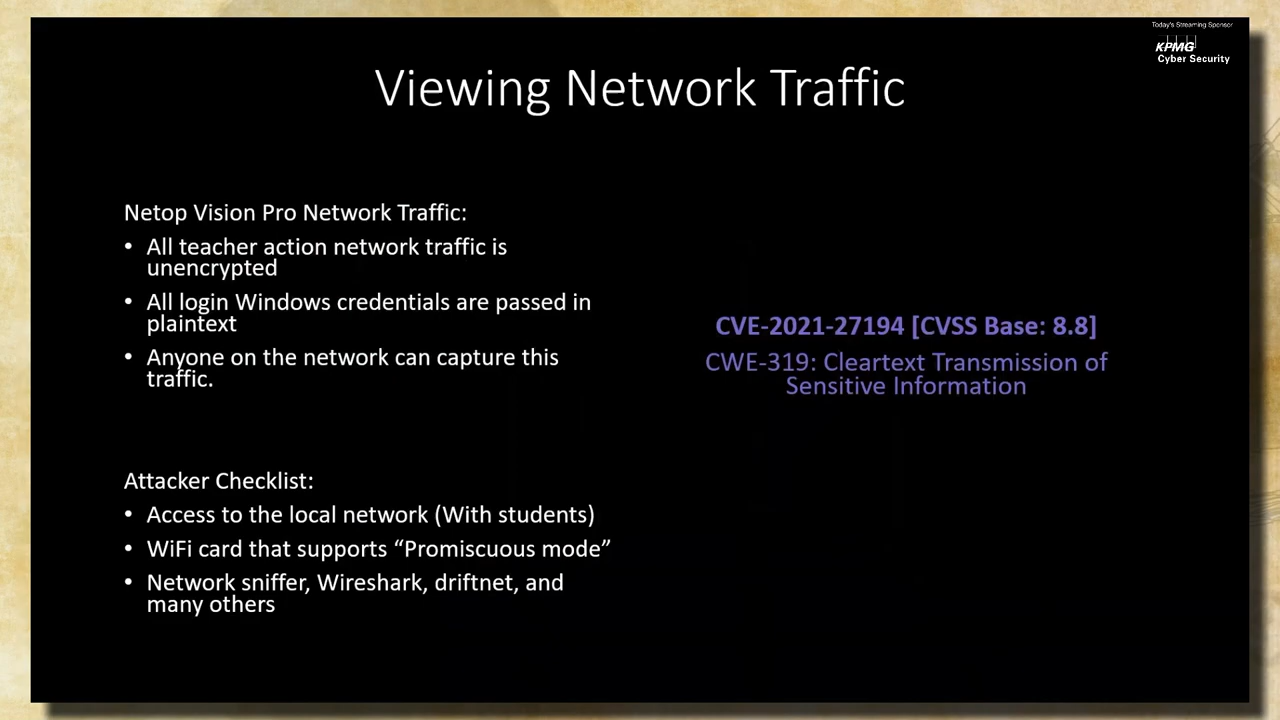 Today's Streaming Sponsor
KPMG
Cyber Security
Viewing Network Traffic
Netop Vision Pro Network Traffic:
• All teacher action network traffic is
unencrypted
• All login Windows credentials are passed in
plaintext
• Anyone on the network can capture this
traffic.
CVE-2021-27194 [CVSS Base: 8.8]
CWE-319: Cleartext Transmission of
Sensitive Information
Attacker Checklist:
• Access to the local network (With students)
• WiFi card that supports “Promiscuous mode”
• Network sniffer, Wireshark, driftnet, and
many others